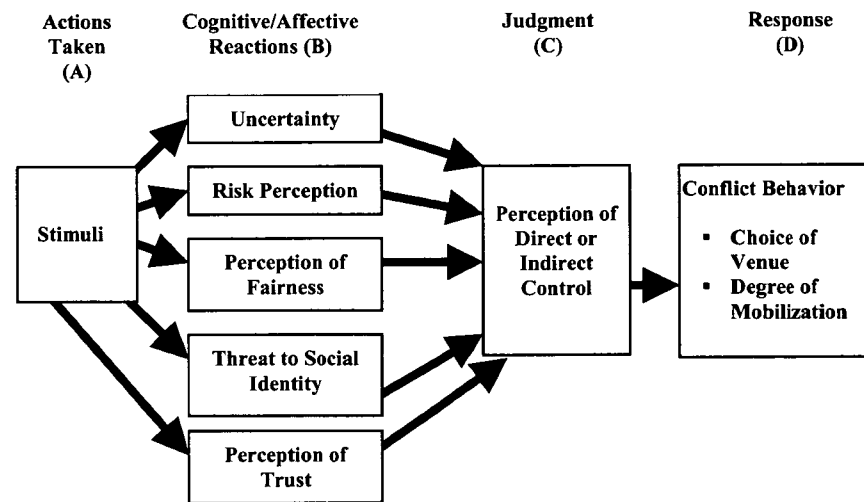 Actions
Taken
(A)
Cognitive/Affective
Reactions (B)
Judgment
(C)
Response
(D)
Stimuli
Uncertainty
Risk Perception
Perception of
Fairness
Threat to Social
Identity
Perception of
Trust
Perception of
Direct or
Indirect
Control
Conflict Behavior
▪ Choice of
Venue
▪ Degree of
Mobilization